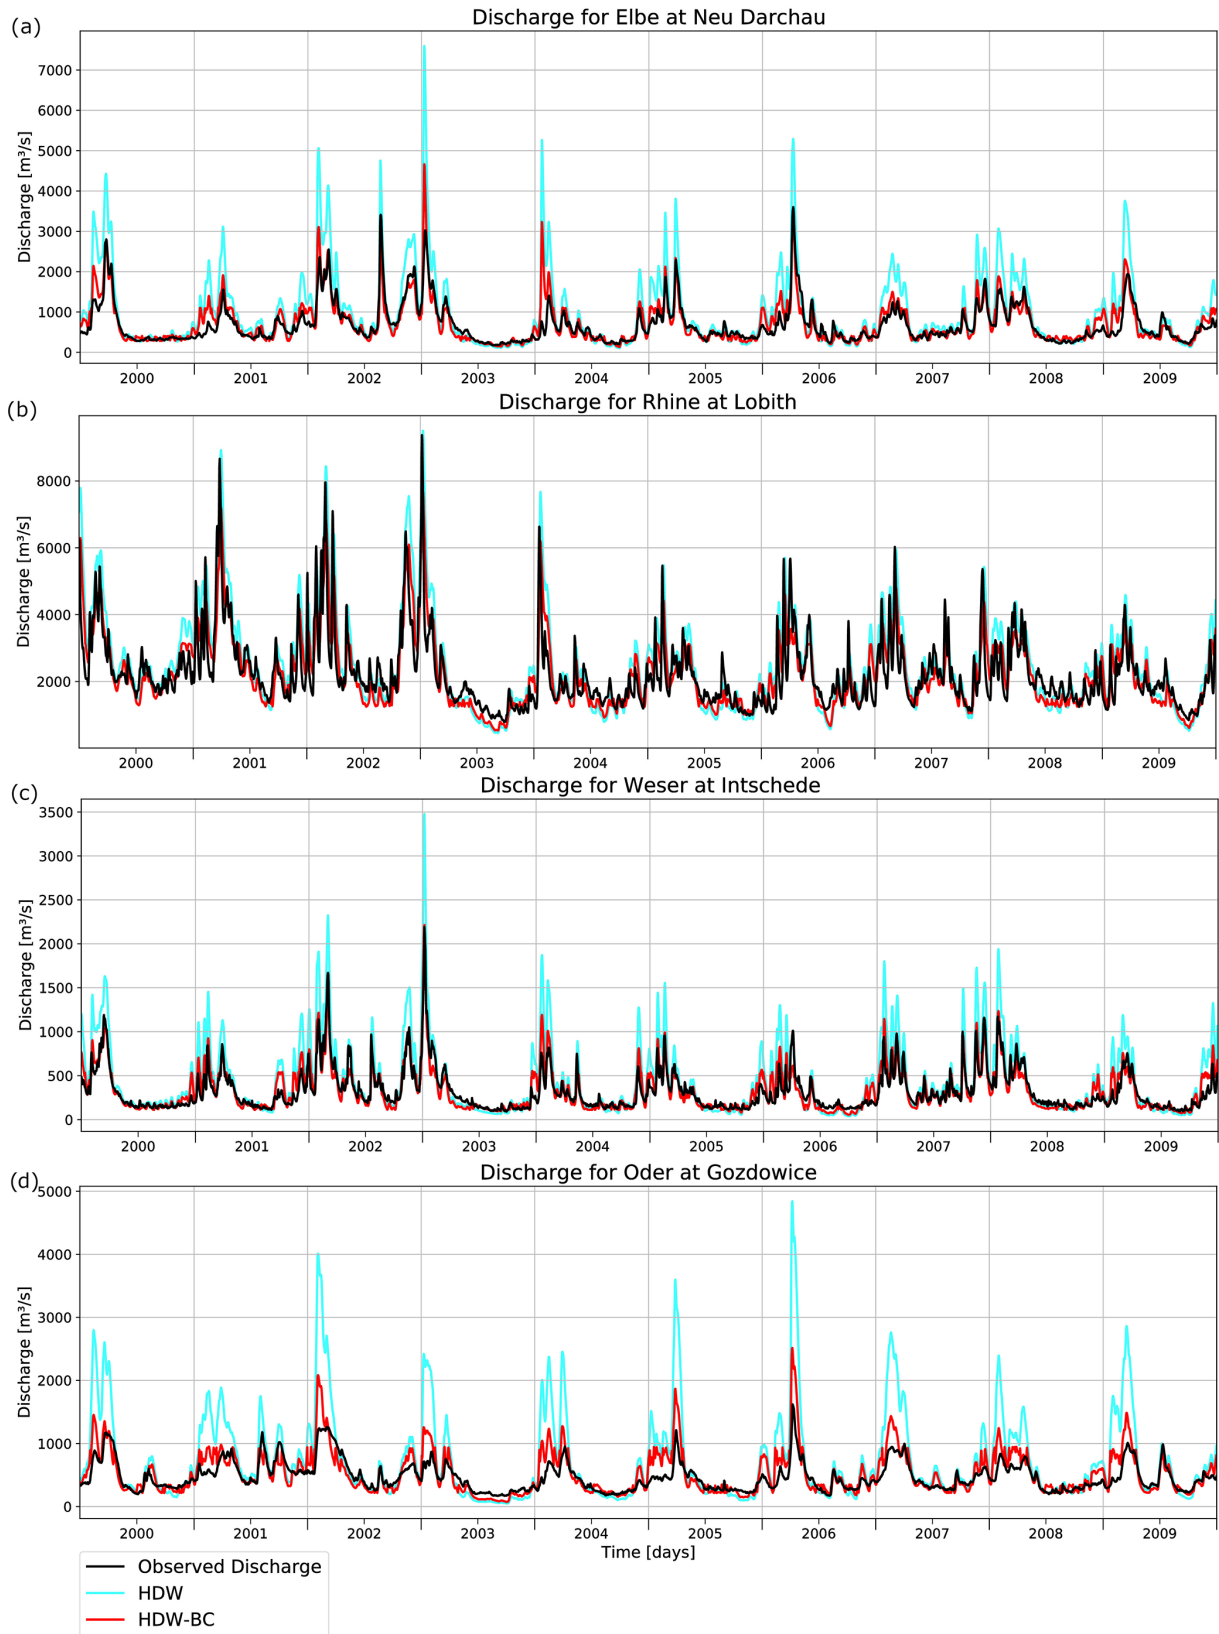 (a)
Discharge for Elbe at Neu Darchau
Discharge [m³/s]
7000
6000
5000
4000
3000
2000
1000
0
2000 2001 2002 2003 2004 2005 2006 2007 2008 2009
(b)
Discharge for Rhine at Lobith
Discharge [m³/s]
8000
6000
4000
2000
2000 2001 2002 2003 2004 2005 2006 2007 2008 2009
(c)
Discharge for Weser at Intschede
Discharge [m³/s]
3500
3000
2500
2000
1500
1000
500
0
2000 2001 2002 2003 2004 2005 2006 2007 2008 2009
(d)
Discharge for Oder at Gozdowice
Discharge [m³/s]
5000
4000
3000
2000
1000
0
2000 2001 2002 2003 2004 2005 2006 2007 2008 2009
Time [days]
Observed Discharge
HDW
HDW-BC